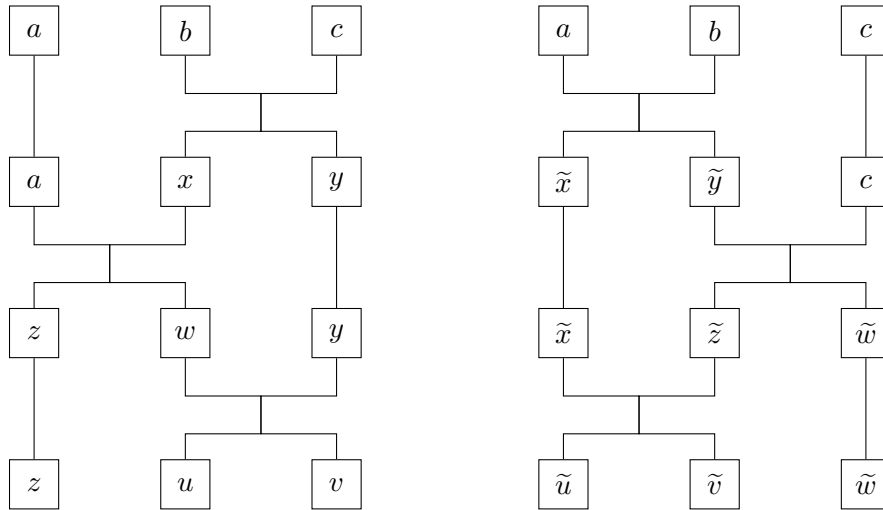 a b c a b c
a x y x̃ ỹ c
z w y x̃ z̃ w̃
z u v ũ ṽ w̃